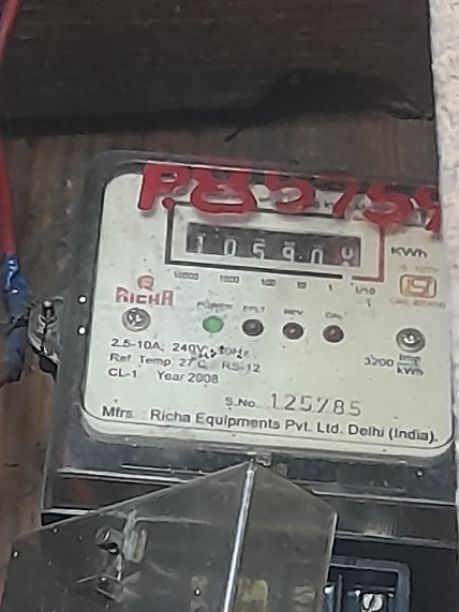 P.85759
KWh
10000 1000 100 10 1 1/10
RICHA
POWER EPLT REV CAL
2.5-10A, 240V, 50Hz
Ref. Temp. 27°C RS-12
CL-1 Year 2008
3200 Imp/kWh
S.No. 125785
Mfrs. : Richa Equipments Pvt. Ltd. Delhi (India).